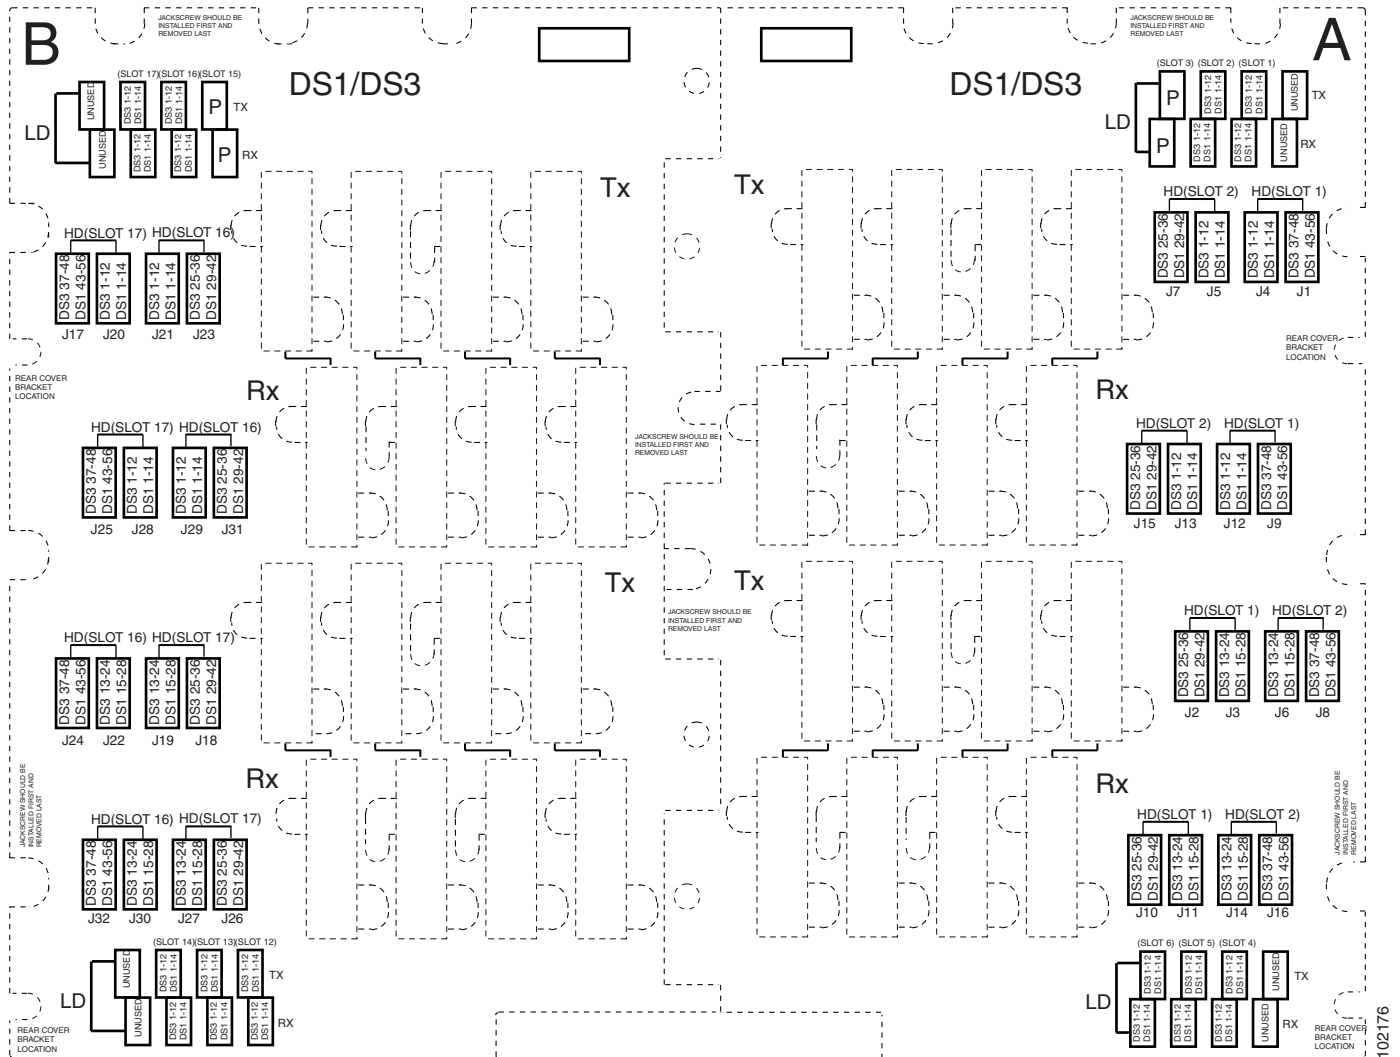 B
JACKSCREW SHOULD BE
INSTALLED FIRST AND
REMOVED LAST
DS1/DS3
(SLOT 17)(SLOT 16)(SLOT 15)
LD
UNUSED
DS3 1-12
DS1 1-14
DS3 1-12
DS1 1-14
P
TX
UNUSED
DS3 1-12
DS1 1-14
DS3 1-12
DS1 1-14
P
RX
Tx
HD(SLOT 17) HD(SLOT 16)
DS3 37-48
DS1 43-56
DS3 1-12
DS1 1-14
DS3 1-12
DS1 1-14
DS3 25-36
DS1 29-42
J17 J20 J21 J23
REAR COVER
BRACKET
LOCATION
Rx
HD(SLOT 17) HD(SLOT 16)
DS3 37-48
DS1 43-56
DS3 1-12
DS1 1-14
DS3 1-12
DS1 1-14
DS3 25-36
DS1 29-42
J25 J28 J29 J31
JACKSCREW SHOULD BE
INSTALLED FIRST AND
REMOVED LAST
Tx
JACKSCREW SHOULD BE
INSTALLED FIRST AND
REMOVED LAST
HD(SLOT 16) HD(SLOT 17)
DS3 37-48
DS1 43-56
DS3 13-24
DS1 15-28
DS3 13-24
DS1 15-28
DS3 25-36
DS1 29-42
J24 J22 J19 J18
JACKSCREW SHOULD BE
INSTALLED FIRST AND
REMOVED LAST
Rx
HD(SLOT 16) HD(SLOT 17)
DS3 37-48
DS1 43-56
DS3 13-24
DS1 15-28
DS3 13-24
DS1 15-28
DS3 25-36
DS1 29-42
J32 J30 J27 J26
(SLOT 14)(SLOT 13)(SLOT 12)
LD
UNUSED
DS3 1-12
DS1 1-14
DS3 1-12
DS1 1-14
DS3 1-12
DS1 1-14
TX
UNUSED
DS3 1-12
DS1 1-14
DS3 1-12
DS1 1-14
DS3 1-12
DS1 1-14
RX
REAR COVER
BRACKET
LOCATION
A
JACKSCREW SHOULD BE
INSTALLED FIRST AND
REMOVED LAST
DS1/DS3
(SLOT 3) (SLOT 2) (SLOT 1)
LD
P
DS3 1-12
DS1 1-14
DS3 1-12
DS1 1-14
UNUSED
TX
P
DS3 1-12
DS1 1-14
DS3 1-12
DS1 1-14
UNUSED
RX
Tx
HD(SLOT 2) HD(SLOT 1)
DS3 25-36
DS1 29-42
DS3 1-12
DS1 1-14
DS3 1-12
DS1 1-14
DS3 37-48
DS1 43-56
J7 J5 J4 J1
REAR COVER
BRACKET
LOCATION
Rx
HD(SLOT 2) HD(SLOT 1)
DS3 25-36
DS1 29-42
DS3 1-12
DS1 1-14
DS3 1-12
DS1 1-14
DS3 37-48
DS1 43-56
J15 J13 J12 J9
Tx
HD(SLOT 1) HD(SLOT 2)
DS3 25-36
DS1 29-42
DS3 13-24
DS1 15-28
DS3 13-24
DS1 15-28
DS3 37-48
DS1 43-56
J2 J3 J6 J8
JACKSCREW SHOULD BE
INSTALLED FIRST AND
REMOVED LAST
Rx
HD(SLOT 1) HD(SLOT 2)
DS3 25-36
DS1 29-42
DS3 13-24
DS1 15-28
DS3 13-24
DS1 15-28
DS3 37-48
DS1 43-56
J10 J11 J14 J16
(SLOT 6) (SLOT 5) (SLOT 4)
LD
DS3 1-12
DS1 1-14
DS3 1-12
DS1 1-14
DS3 1-12
DS1 1-14
UNUSED
TX
DS3 1-12
DS1 1-14
DS3 1-12
DS1 1-14
DS3 1-12
DS1 1-14
UNUSED
RX
REAR COVER
BRACKET
LOCATION
102176